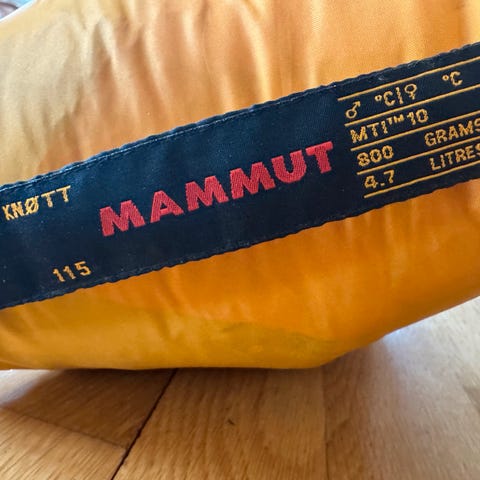 KNØTT
115
MAMMUT
♂ °C|♀ °C
MTI™10
800 GRAMS
4.7 LITRES